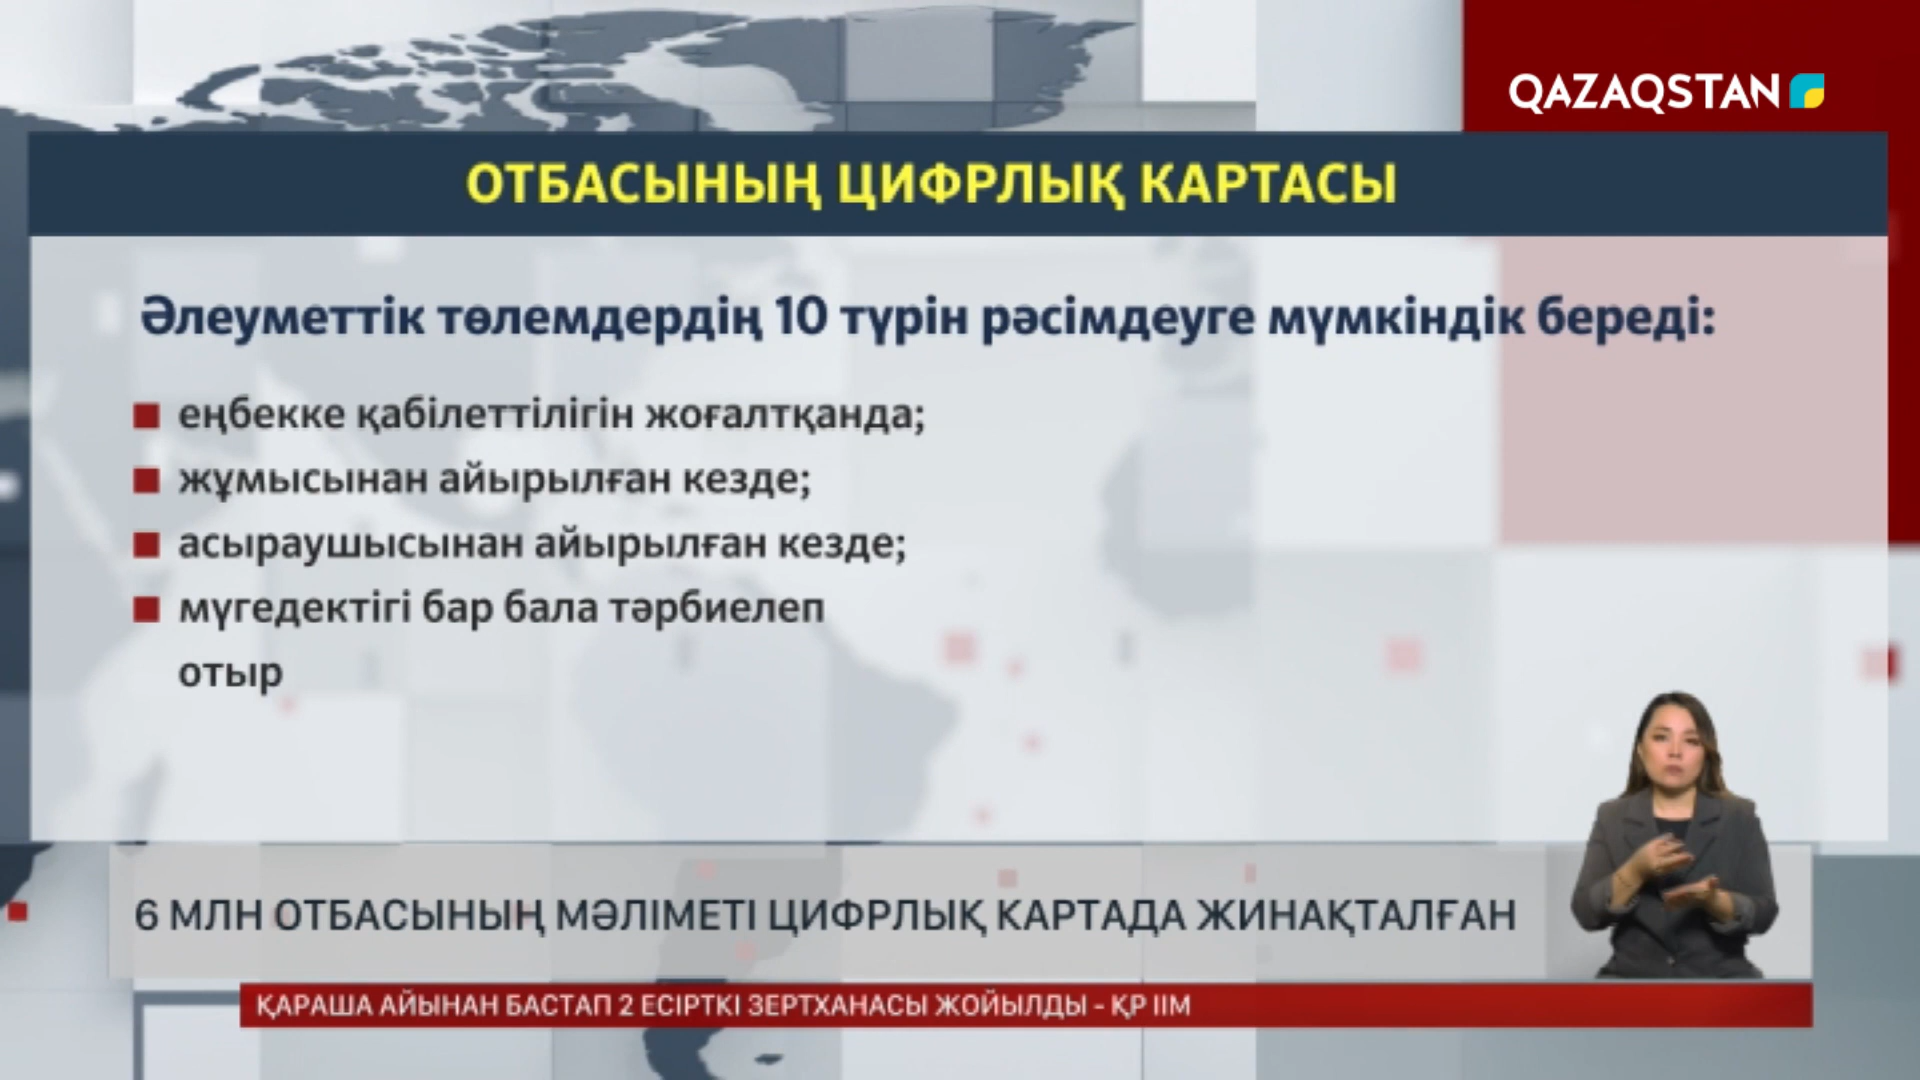 QAZAQSTAN
ОТБАСЫНЫҢ ЦИФРЛЫҚ КАРТАСЫ
Әлеуметтік төлемдердің 10 түрін рәсімдеуге мүмкіндік береді:
еңбекке қабілеттілігін жоғалтқанда;
жұмысынан айырылған кезде;
асыраушысынан айырылған кезде;
мүгедектігі бар бала тәрбиелеп
отыр
6 МЛН ОТБАСЫНЫҢ МӘЛІМЕТІ ЦИФРЛЫҚ КАРТАДА ЖИНАҚТАЛҒАН
ҚАРАША АЙЫНАН БАСТАП 2 ЕСІРТКІ ЗЕРТХАНАСЫ ЖОЙЫЛДЫ - ҚР ІІМ